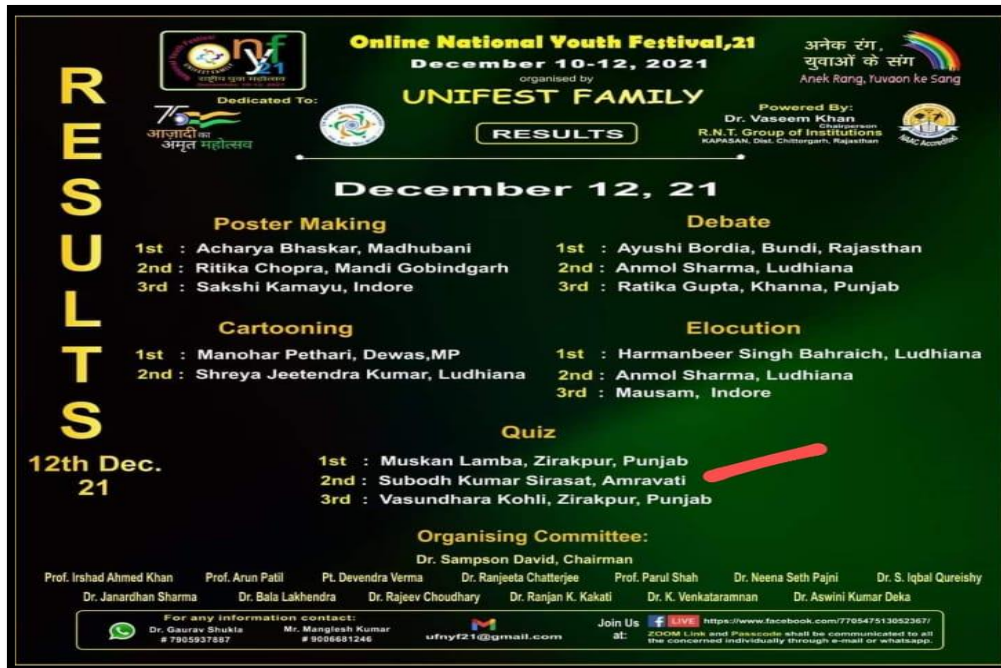 Online National Youth Festival,21
December 10-12, 2021
organised by
UNIFEST FAMILY
RESULTS
nyf
21
राष्ट्रीय युवा महोत्सव
Dedicated To:
75
आज़ादी का
अमृत महोत्सव
अनेक रंग,
युवाओं के संग
Anek Rang, Yuvaon ke Sang
Powered By:
Dr. Vaseem Khan
Chairperson
R.N.T. Group of Institutions
KAPASAN, Dist. Chittorgarh, Rajasthan
NAAC Accredited
RESULTS
12th Dec.
21
December 12, 21
Poster Making
1st : Acharya Bhaskar, Madhubani
2nd : Ritika Chopra, Mandi Gobindgarh
3rd : Sakshi Kamayu, Indore
Debate
1st : Ayushi Bordia, Bundi, Rajasthan
2nd : Anmol Sharma, Ludhiana
3rd : Ratika Gupta, Khanna, Punjab
Cartooning
1st : Manohar Pethari, Dewas,MP
2nd : Shreya Jeetendra Kumar, Ludhiana
Elocution
1st : Harmanbeer Singh Bahraich, Ludhiana
2nd : Anmol Sharma, Ludhiana
3rd : Mausam, Indore
Quiz
1st : Muskan Lamba, Zirakpur, Punjab
2nd : Subodh Kumar Sirasat, Amravati
3rd : Vasundhara Kohli, Zirakpur, Punjab
Organising Committee:
Dr. Sampson David, Chairman
Prof. Irshad Ahmed Khan Prof. Arun Patil Pt. Devendra Verma Dr. Ranjeeta Chatterjee Prof. Parul Shah Dr. Neena Seth Pajni Dr. S. Iqbal Qureishy
Dr. Janardhan Sharma Dr. Bala Lakhendra Dr. Rajeev Choudhary Dr. Ranjan K. Kakati Dr. K. Venkataramnan Dr. Aswini Kumar Deka
For any information contact:
Dr. Gaurav Shukla Mr. Manglesh Kumar
# 7905937887 # 9006681246
ufnyf21@gmail.com
Join Us
at:
f LIVE https://www.facebook.com/770547513052367/
ZOOM Link and Passcode shall be communicated to all
the concerned individually through e-mail or whatsapp.